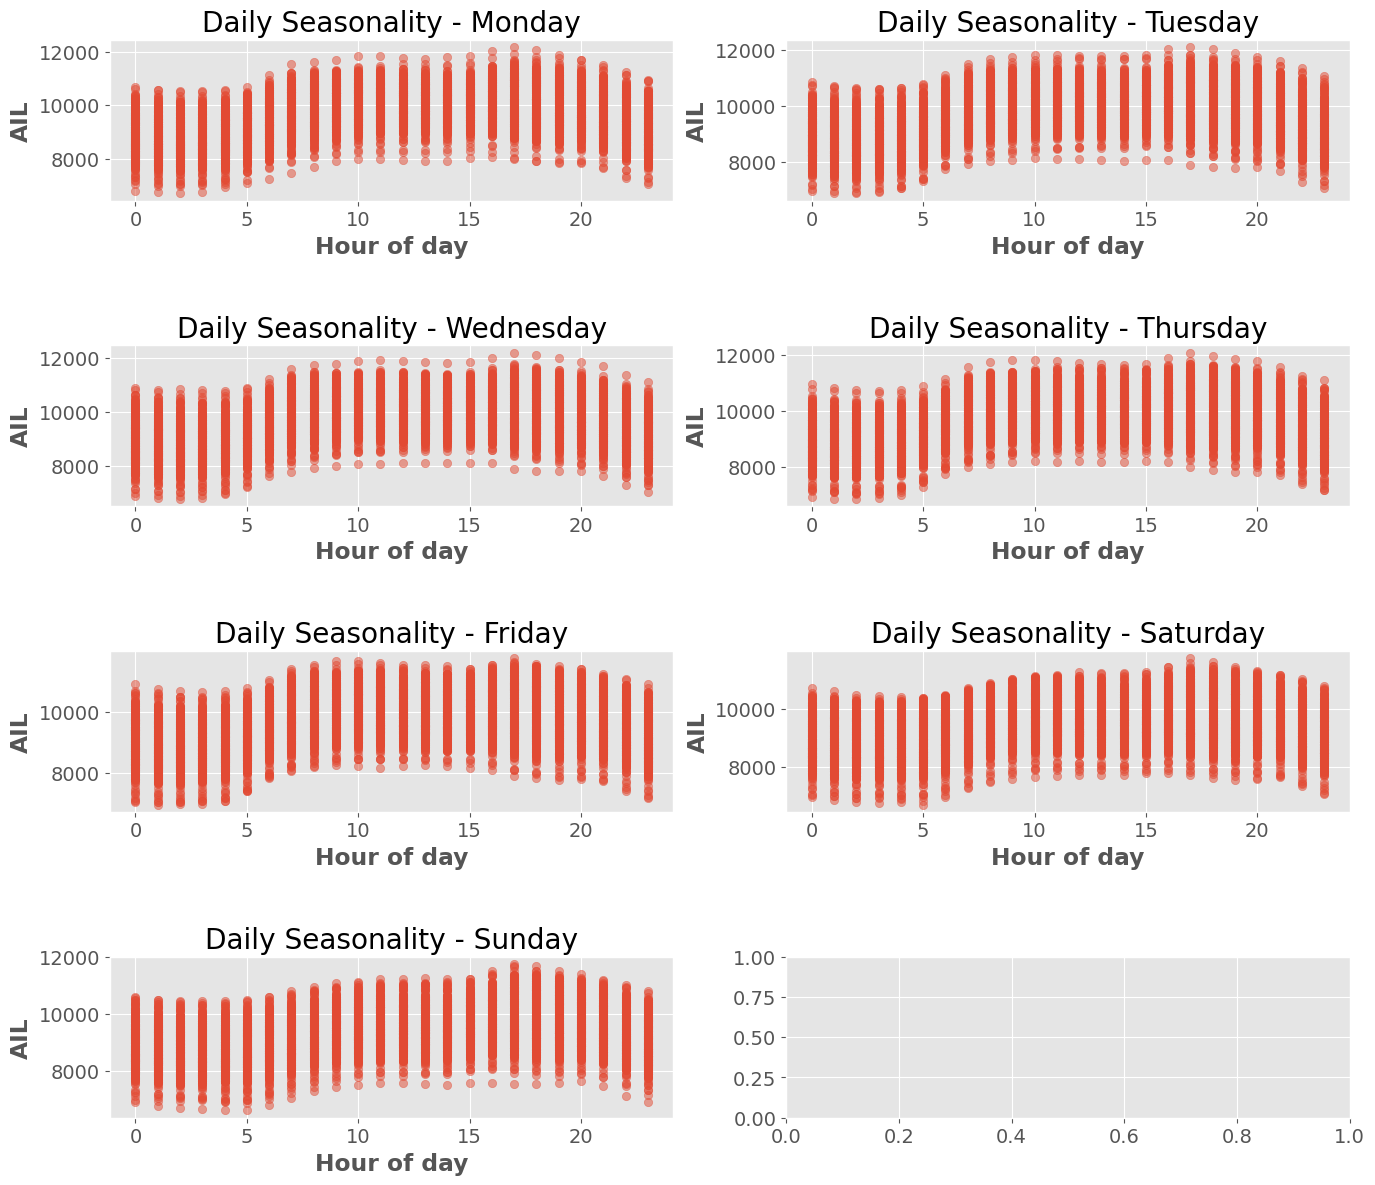 Daily Seasonality - Monday
12000
10000
8000
AIL
0 5 10 15 20
Hour of day
Daily Seasonality - Tuesday
12000
10000
8000
AIL
0 5 10 15 20
Hour of day
Daily Seasonality - Wednesday
12000
10000
8000
AIL
0 5 10 15 20
Hour of day
Daily Seasonality - Thursday
12000
10000
8000
AIL
0 5 10 15 20
Hour of day
Daily Seasonality - Friday
10000
8000
AIL
0 5 10 15 20
Hour of day
Daily Seasonality - Saturday
10000
8000
AIL
0 5 10 15 20
Hour of day
Daily Seasonality - Sunday
12000
10000
8000
AIL
0 5 10 15 20
Hour of day
1.00
0.75
0.50
0.25
0.00
0.0 0.2 0.4 0.6 0.8 1.0